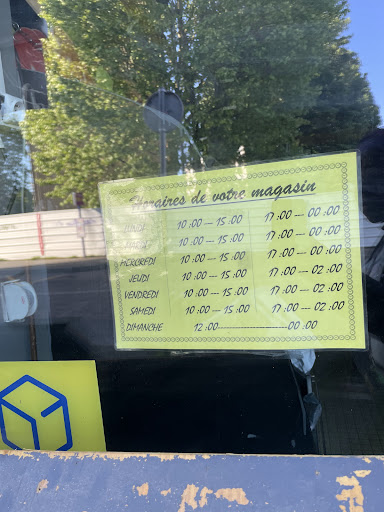 Horaires de votre magasin
LUNDI 10:00 — 15:00 17:00 — 00:00
MARDI 10:00 — 15:00 17:00 — 00:00
MERCREDI 10:00 — 15:00 17:00 — 00:00
JEUDI 10:00 — 15:00 17:00 — 02:00
VENDREDI 10:00 — 15:00 17:00 — 02:00
SAMEDI 10:00 — 15:00 17:00 — 02:00
DIMANCHE 12:00——————00:00